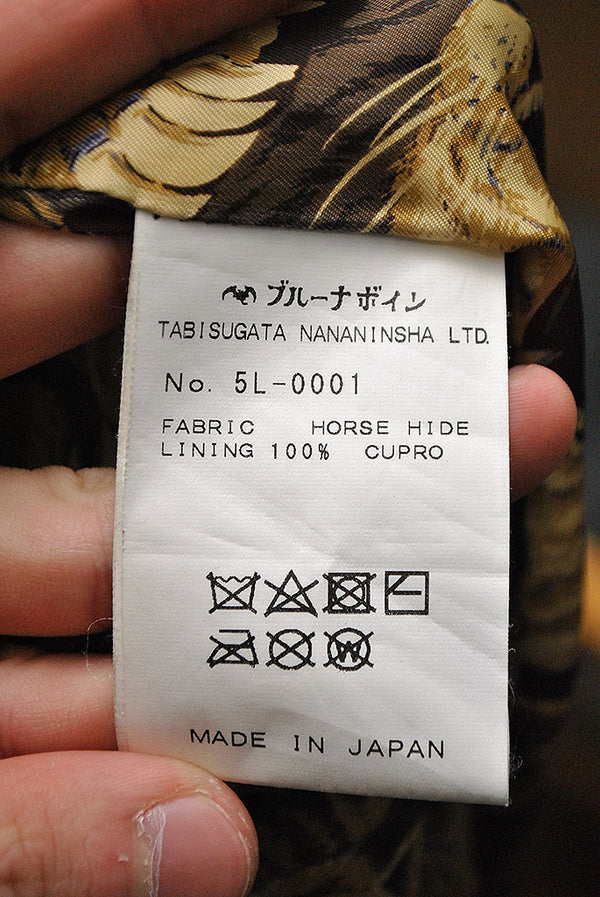 ブルーナボイン
TABISUGATA NANANINSHA LTD.
No. 5L-0001
FABRIC HORSE HIDE
LINING 100% CUPRO
W
MADE IN JAPAN